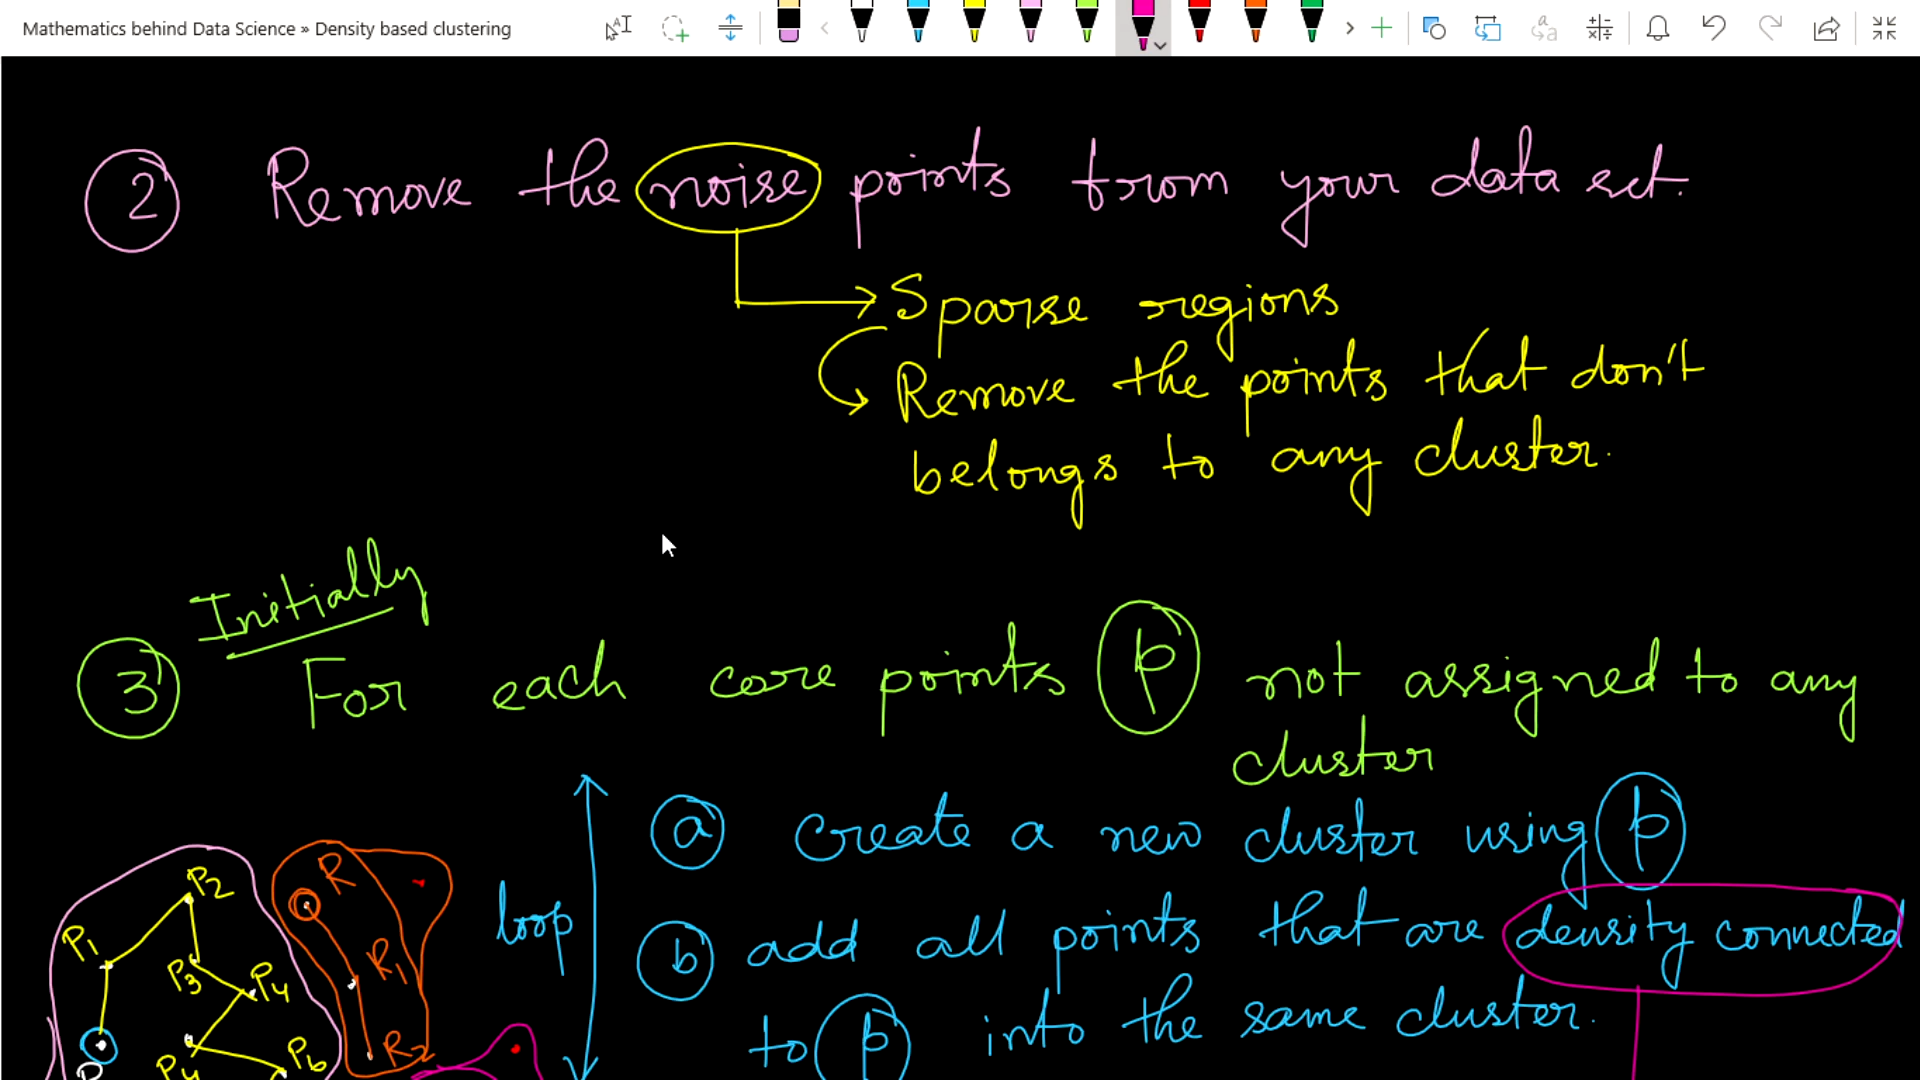 Mathematics behind Data Science » Density based clustering
2 Remove the noise points from your data set.
Sparse regions
Remove the points that don't
belongs to any cluster.
Initially
3 For each core points p not assigned to any
cluster
a Create a new cluster using p
b add all points that are density connected
to p into the same cluster.
loop
P2
P1
P3
P4
P4
P6
P
R
R1
R2